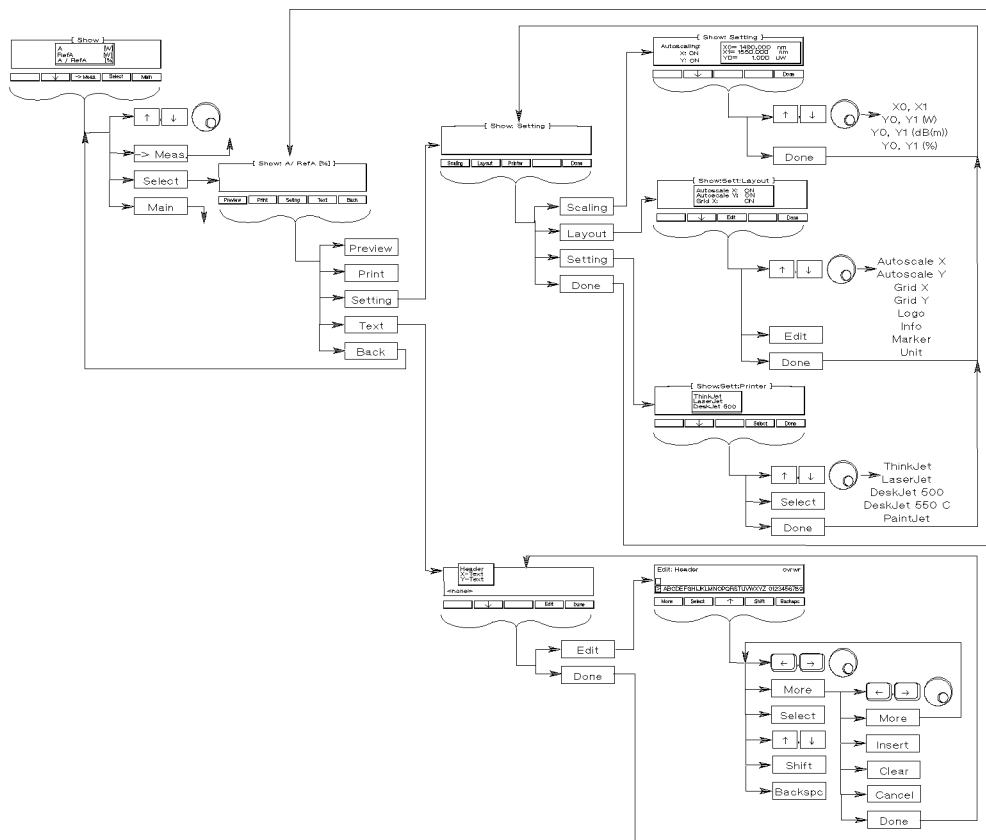 [ Show ]
A [W]
RefA [W]
A / RefA [%]
↓ -> Meas. Select Main
↑ , ↓
-> Meas.
Select
Main
[ Show: A/ RefA [%] ]
Preview Print Setting Text Back
Preview
Print
Setting
Text
Back
[ Show: Setting ]
Scaling Layout Printer Done
Scaling
Layout
Setting
Done
[ Show: Setting ]
Autoscaling:
X: ON
Y: ON
X0= 1480.000 nm
X1= 1560.000 nm
Y0= 1.000 uW
↓ Done
↑ , ↓
X0, X1
Y0, Y1 (W)
Y0, Y1 (dB(m))
Y0, Y1 (%)
Done
[ Show:Sett:Layout ]
Autoscale X: ON
Autoscale Y: ON
Grid X: ON
↓ Edit Done
↑ , ↓
Autoscale X
Autoscale Y
Grid X
Grid Y
Logo
Info
Marker
Unit
Edit
Done
[ Show:Sett:Printer ]
ThinkJet
LaserJet
DeskJet 500
↓ Select Done
↑ , ↓
ThinkJet
LaserJet
DeskJet 500
DeskJet 550 C
PaintJet
Select
Done
Header
X-Text
Y-Text
<none>
↓ Edit Done
Edit
Done
Edit: Header ovrwr
ABCDEFGHIJKLMNOPQRSTUVWXYZ 0123456789
More Select ↑ Shift Backspc
← , →
More
Select
↑ , ↓
Shift
Backspc
← , →
More
Insert
Clear
Cancel
Done